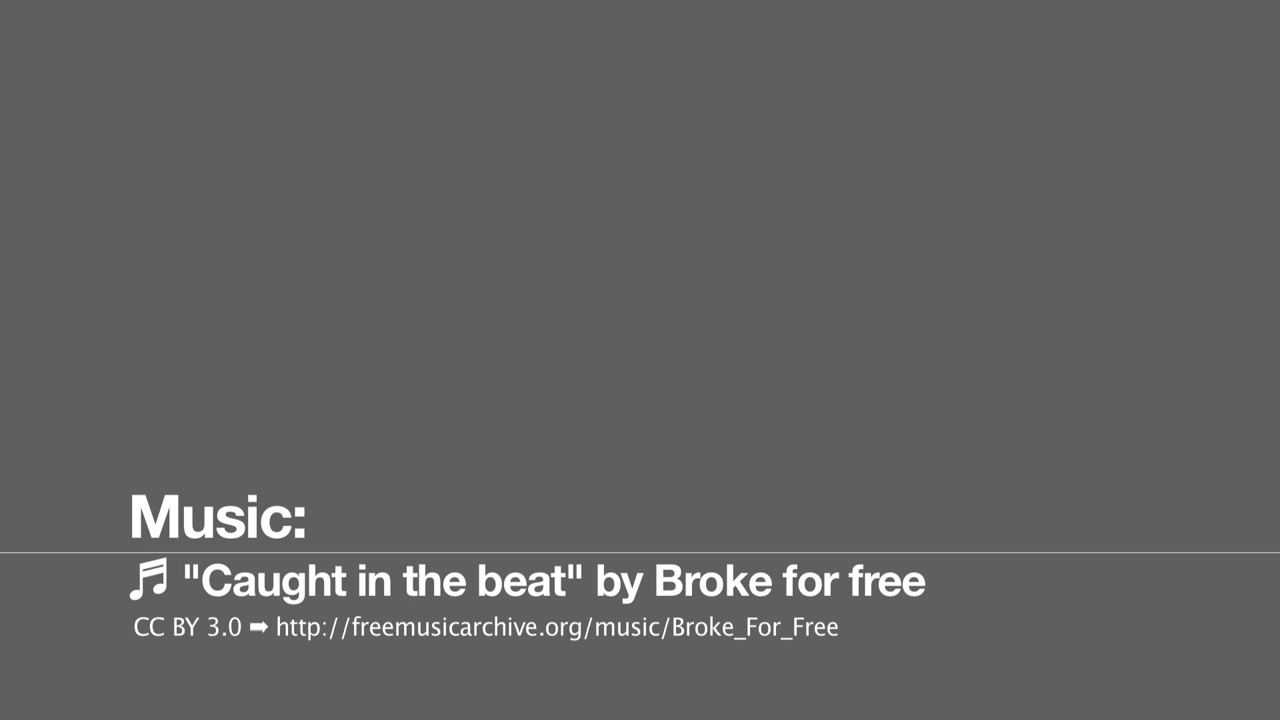 Music:
♬ "Caught in the beat" by Broke for free
CC BY 3.0 ➡ http://freemusicarchive.org/music/Broke_For_Free